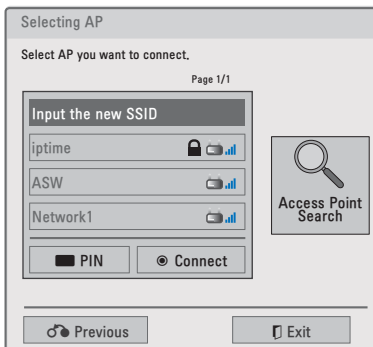 Selecting AP
Select AP you want to connect.
Page 1/1
Input the new SSID
iptime
ASW
Network1
PIN
Connect
Access Point
Search
Previous
Exit